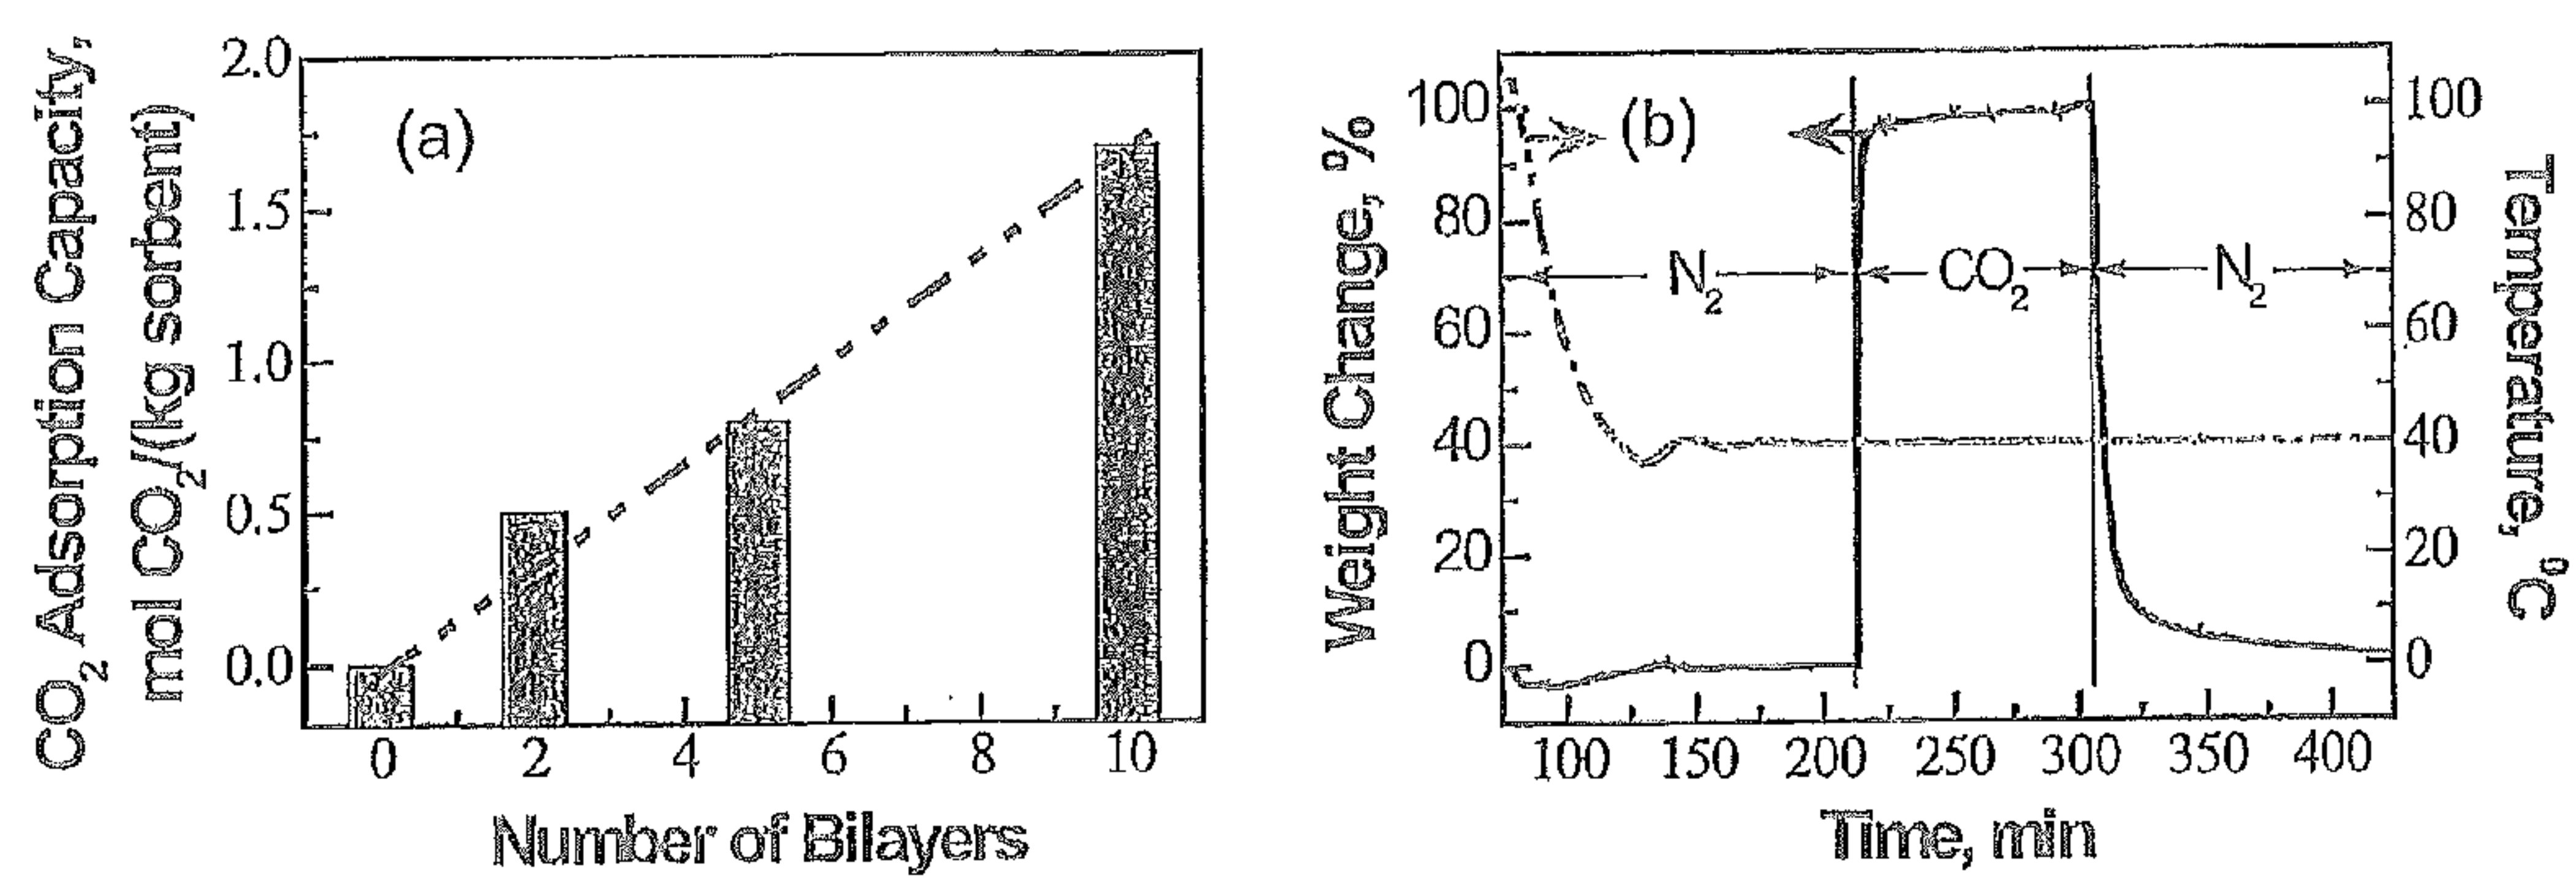 CO2 Adsorption Capacity,
mol CO2/(kg sorbent)
2.0
1.5
1.0
0.5
0.0
(a)
0 2 4 6 8 10
Number of Bilayers
Weight Change, %
100
80
60
40
20
0
(b)
N2 CO2 N2
100
80
60
40
20
0
Temperature, ⁰C
100 150 200 250 300 350 400
Time, min